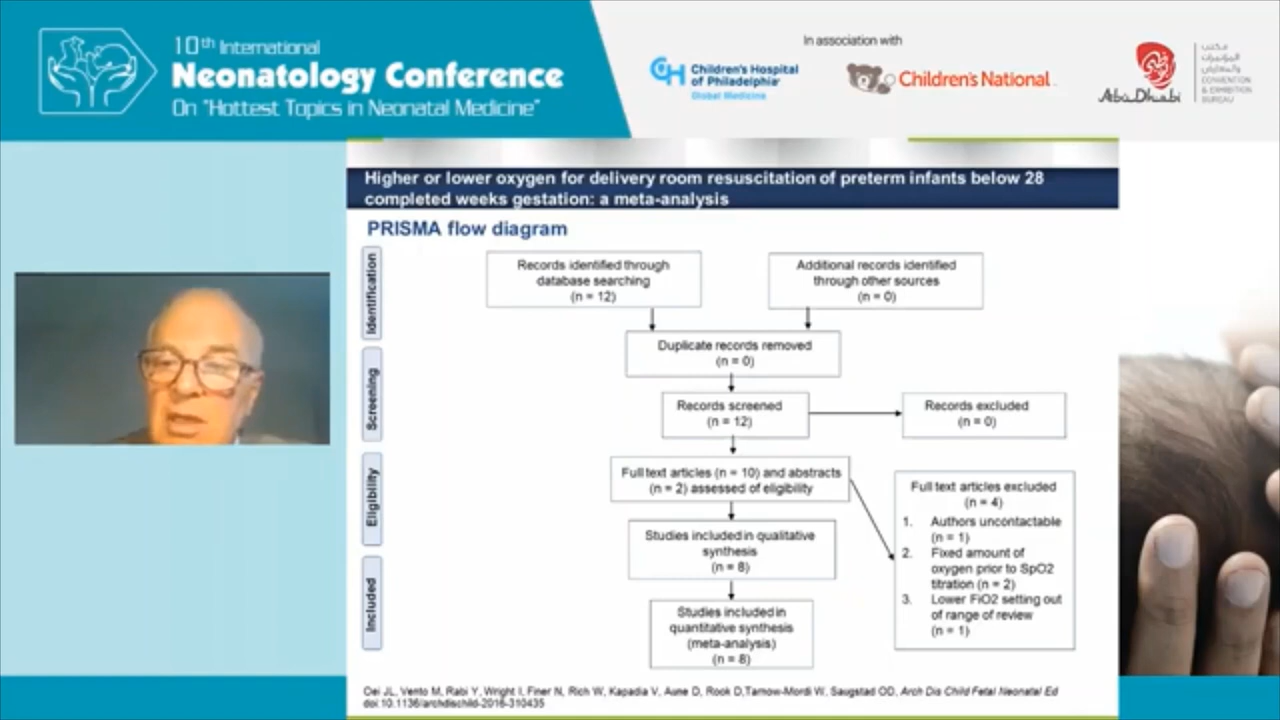 10th International
Neonatology Conference
On "Hottest Topics in Neonatal Medicine"
In association with
CH Children's Hospital
of Philadelphia
Global Medicine
Children's National
Abu Dhabi
مكتب
المؤتمرات
والمعارض
CONVENTION
& EXHIBITION
BUREAU
Higher or lower oxygen for delivery room resuscitation of preterm infants below 28
completed weeks gestation: a meta-analysis
PRISMA flow diagram
Identification
Records identified through
database searching
(n = 12)
Additional records identified
through other sources
(n = 0)
Duplicate records removed
(n = 0)
Screening
Records screened
(n = 12)
Records excluded
(n = 0)
Eligibility
Full text articles (n = 10) and abstracts
(n = 2) assessed of eligibility
Full text articles excluded
(n = 4)
1. Authors uncontactable
(n = 1)
2. Fixed amount of
oxygen prior to SpO2
titration (n = 2)
3. Lower FiO2 setting out
of range of review
(n = 1)
Studies included in qualitative
synthesis
(n = 8)
Included
Studies included in
quantitative synthesis
(meta-analysis)
(n = 8)
Oei JL, Vento M, Rabi Y, Wright I, Finer N, Rich W, Kapadia V, Aune D, Rook D, Tarnow-Mordi W, Saugstad OD, Arch Dis Child Fetal Neonatal Ed
doi:10.1136/archdischild-2016-310435